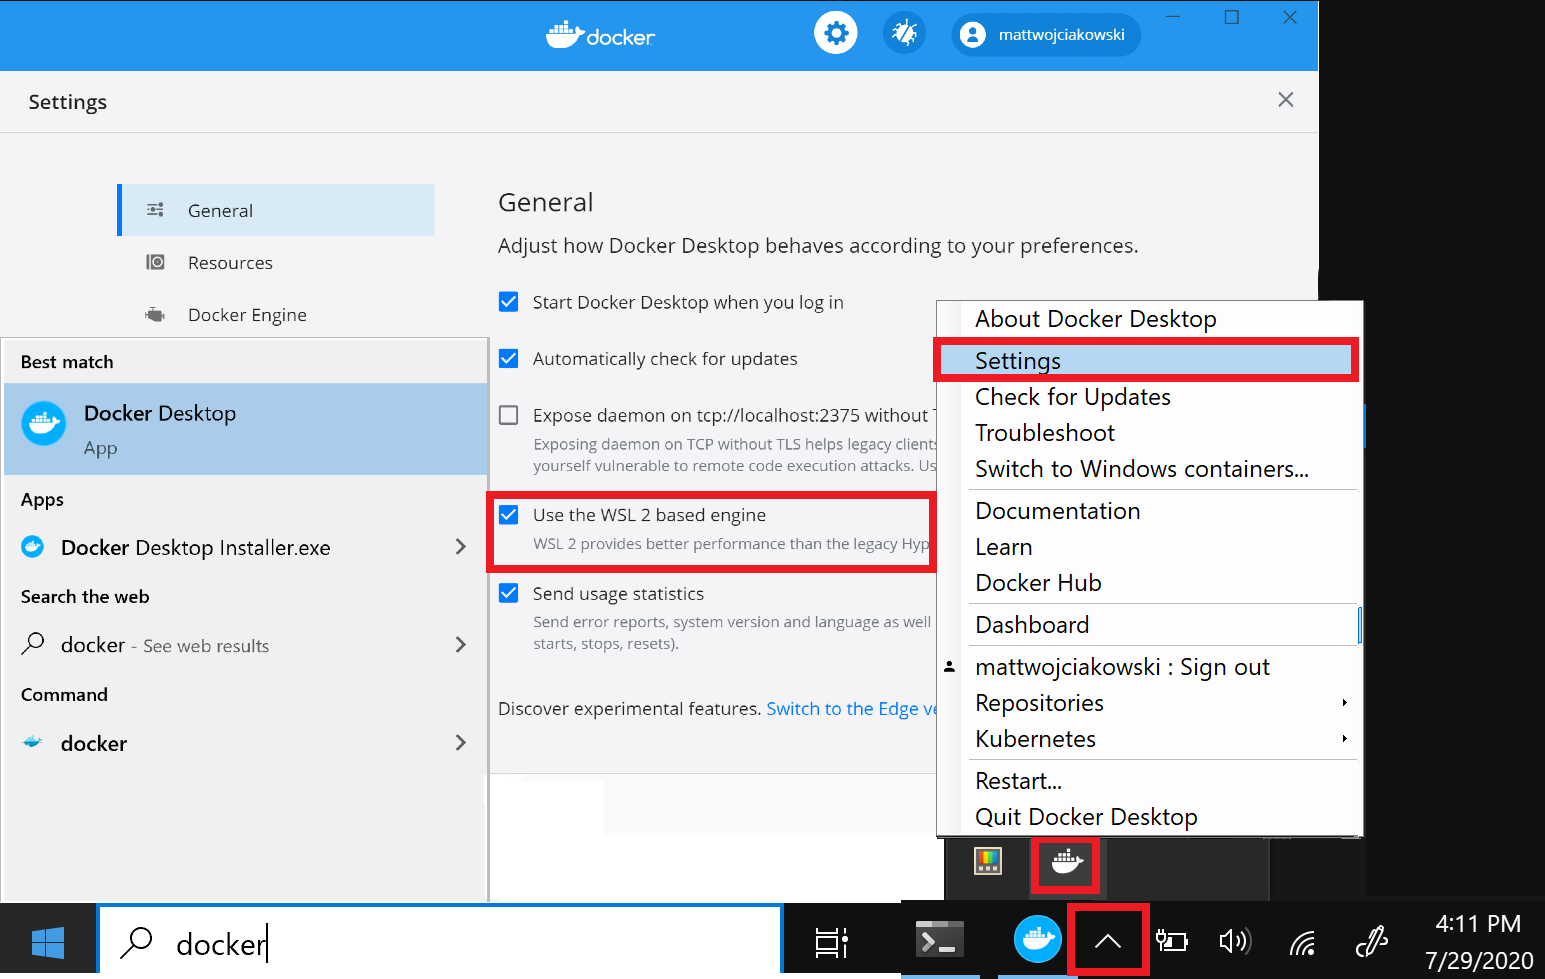 docker
mattwojciakowski
Settings
General
Resources
Docker Engine
General
Adjust how Docker Desktop behaves according to your preferences.
Start Docker Desktop when you log in
Automatically check for updates
Expose daemon on tcp://localhost:2375 without
Exposing daemon on TCP without TLS helps legacy clients
yourself vulnerable to remote code execution attacks.
Use the WSL 2 based engine
WSL 2 provides better performance than the legacy
Send usage statistics
Send error reports, system version and language as well
starts, stops, resets).
Discover experimental features. Switch to the Edge
Best match
Docker Desktop
App
Apps
Docker Desktop Installer.exe
Search the web
docker - See web results
Command
docker
About Docker Desktop
Settings
Check for Updates
Troubleshoot
Switch to Windows containers...
Documentation
Learn
Docker Hub
Dashboard
mattwojciakowski : Sign out
Repositories
Kubernetes
Restart...
Quit Docker Desktop
docker
4:11 PM
7/29/2020